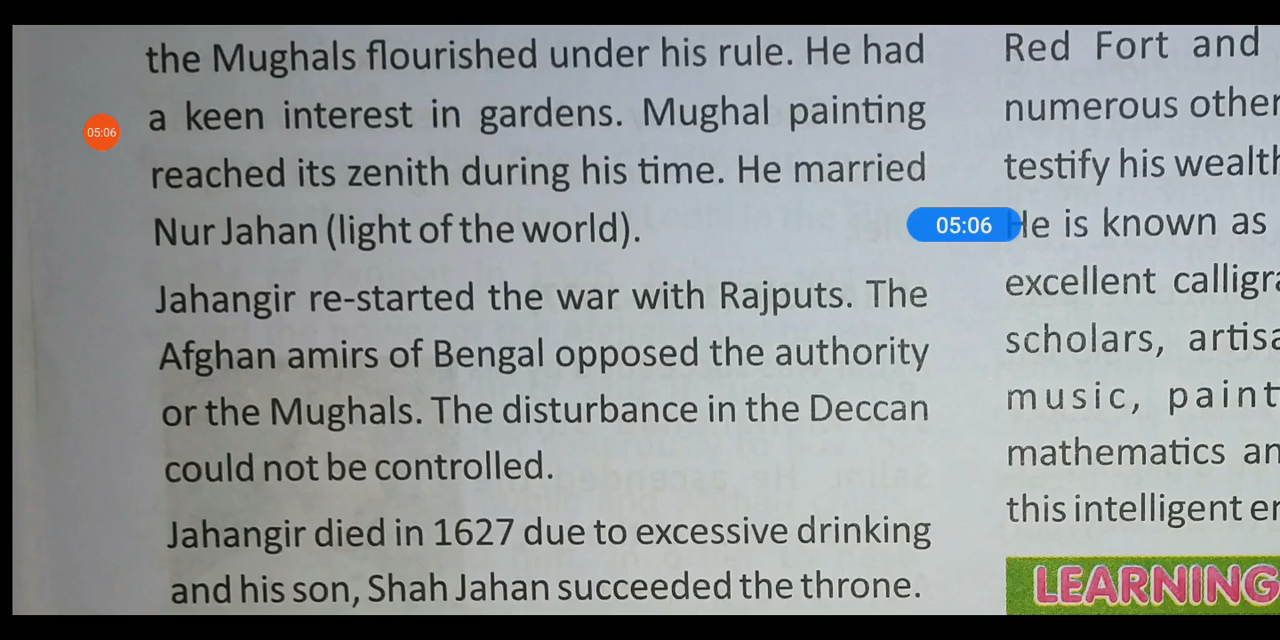 the Mughals flourished under his rule. He had
a keen interest in gardens. Mughal painting
reached its zenith during his time. He married
Nur Jahan (light of the world).
Jahangir re-started the war with Rajputs. The
Afghan amirs of Bengal opposed the authority
or the Mughals. The disturbance in the Deccan
could not be controlled.
Jahangir died in 1627 due to excessive drinking
and his son, Shah Jahan succeeded the throne.
05:06
05:06
Red Fort and
numerous other
testify his wealth
He is known as
excellent
scholars,
music,
mathematics
this intelligent
LEARNING